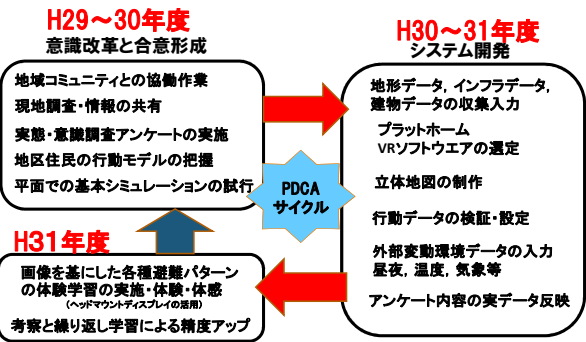 H29～30年度
意識改革と合意形成
地域コミュニティとの協働作業
現地調査・情報の共有
実態・意識調査アンケートの実施
地区住民の行動モデルの把握
平面での基本シミュレーションの試行
H30～31年度
システム開発
地形データ，インフラデータ，
建物データの収集入力
プラットホーム
VRソフトウエアの選定
立体地図の制作
行動データの検証・設定
外部変動環境データの入力
昼夜，温度，気象等
アンケート内容の実データ反映
PDCA
サイクル
H31年度
画像を基にした各種避難パターン
の体験学習の実施・体験・体感
（ヘッドマウントディスプレイの活用）
考察と繰り返し学習による精度アップ